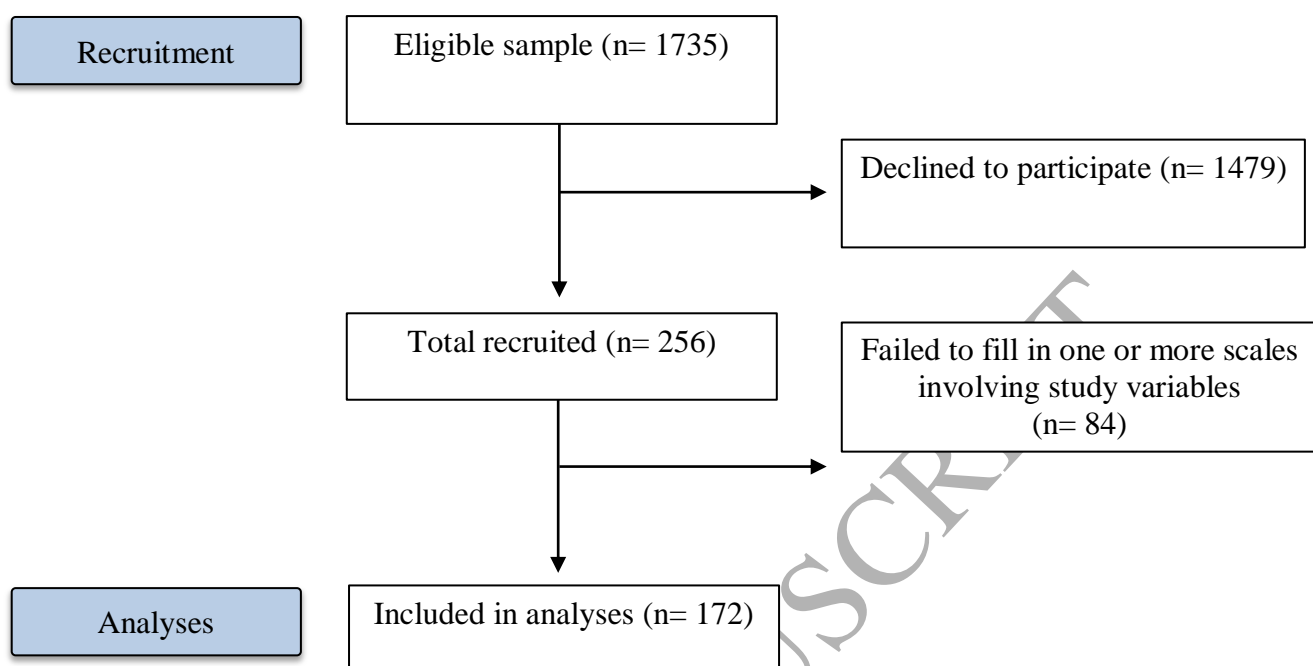 Recruitment
Eligible sample (n= 1735)
Declined to participate (n= 1479)
Total recruited (n= 256)
Failed to fill in one or more scales
involving study variables
(n= 84)
Analyses
Included in analyses (n= 172)
USCRIPT